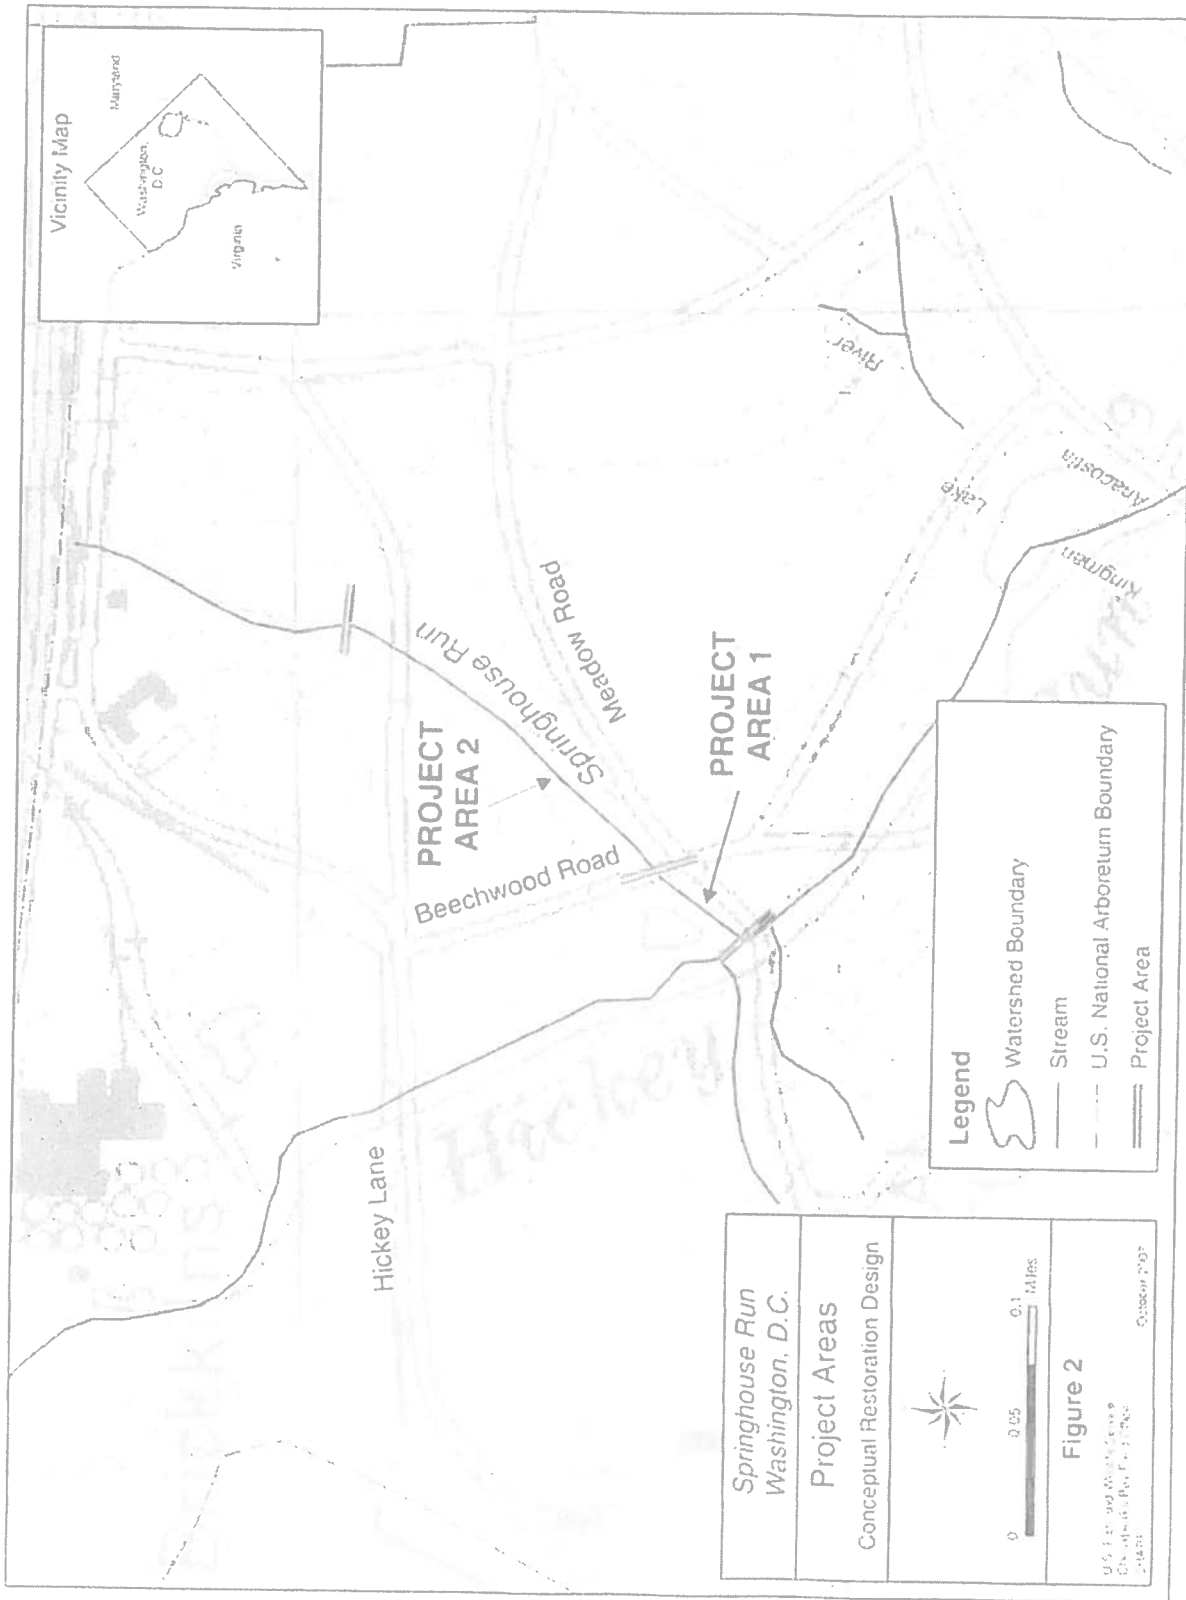 Vicinity Map
Maryland
Washington,
D.C
Virginia
Hickey Lane
Beechwood Road
PROJECT
AREA 2
Springhouse Run
Meadow Road
PROJECT
AREA 1
Hickey
River
Lake
Anacostia
Kingman
Springhouse Run
Washington, D.C.
Project Areas
Conceptual Restoration Design
0
0.05
0.1
Miles
Figure 2
Legend
Watershed Boundary
Stream
U.S. National Arboretum Boundary
Project Area